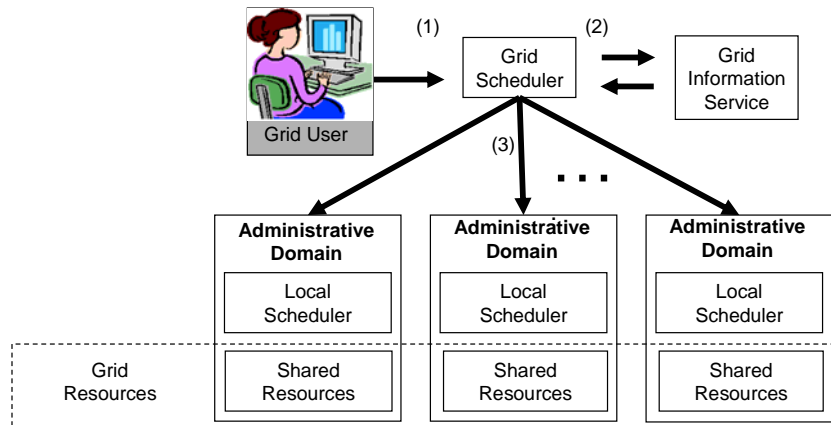 (1)
(2)
Grid
Scheduler
Grid
Information
Service
Grid User
(3)
. . .
Administrative
Domain
Local
Scheduler
Shared
Resources
Administrative
Domain
Local
Scheduler
Shared
Resources
Administrative
Domain
Local
Scheduler
Shared
Resources
Grid
Resources